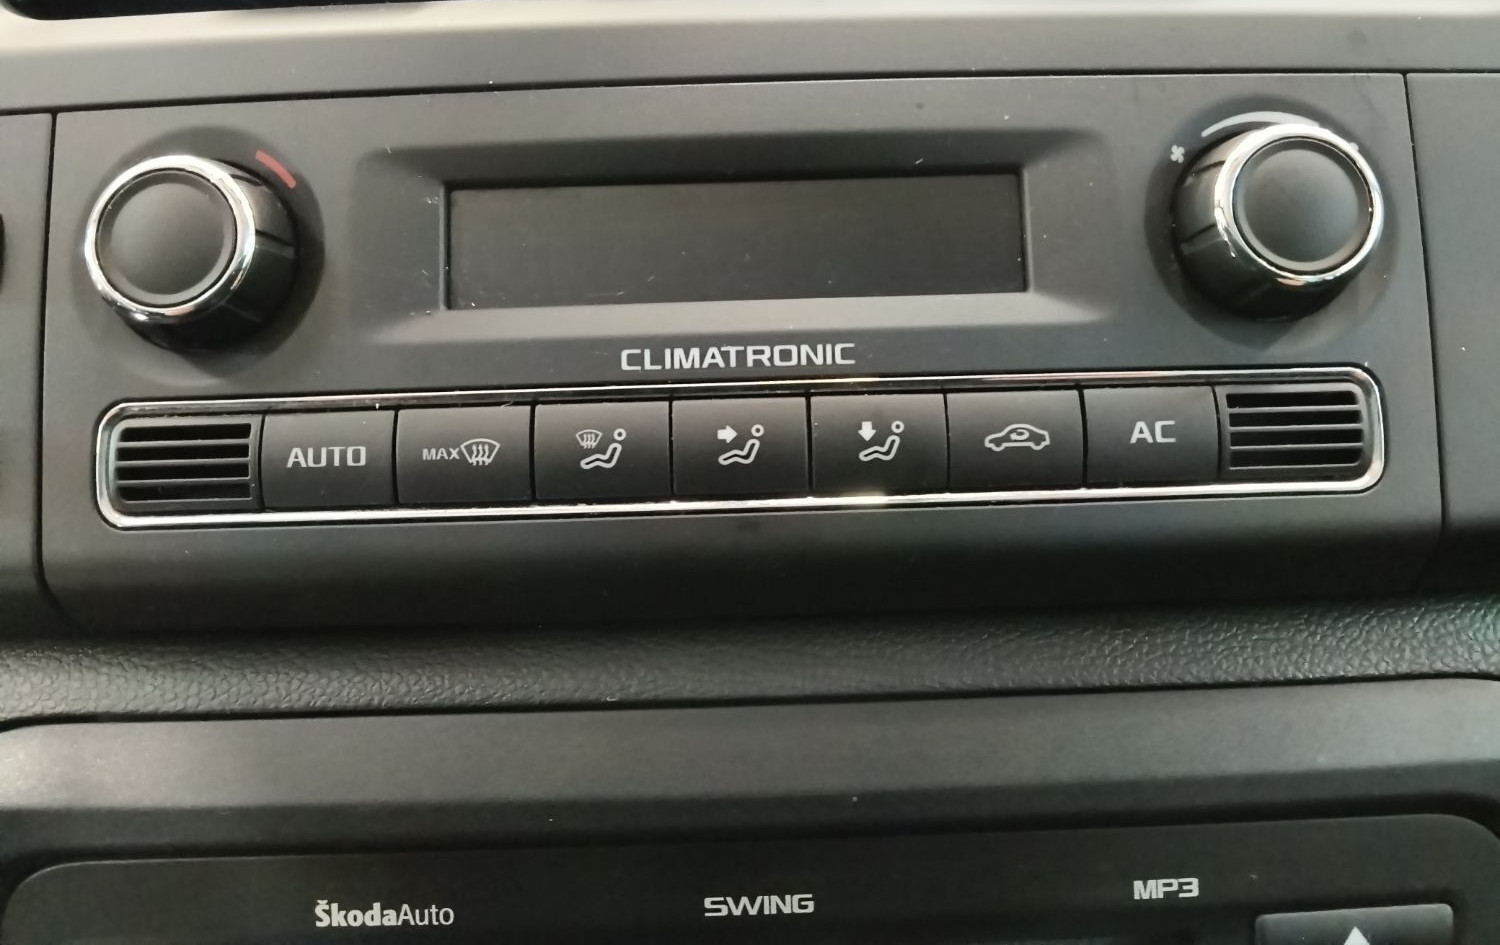 CLIMATRONIC
AUTO
MAX
AC
ŠkodaAuto
SWING
MP3